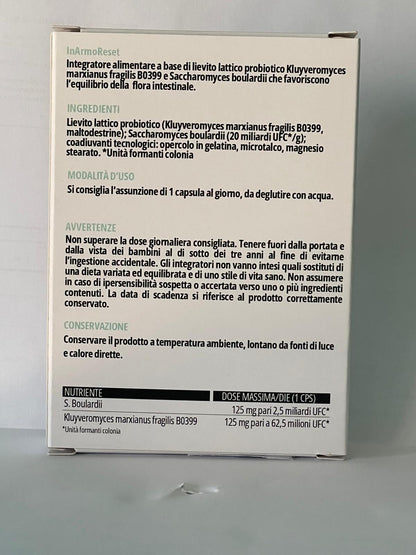 InArmoReset
Integratore alimentare a base di lievito lattico probiotico Kluyveromyces
marxianus fragilis B0399 e Saccharomyces boulardii che favoriscono
l'equilibrio della flora intestinale.
INGREDIENTI
Lievito lattico probiotico (Kluyveromyces marxianus fragilis B0399,
maltodestrine); Saccharomyces boulardii (20 miliardi UFC*/g);
coadiuvanti tecnologici: opercolo in gelatina, microtalco, magnesio
stearato. *Unità formanti colonia
MODALITÀ D'USO
Si consiglia l'assunzione di 1 capsula al giorno, da deglutire con acqua.
AVVERTENZE
Non superare la dose giornaliera consigliata. Tenere fuori dalla portata e
dalla vista dei bambini al di sotto dei tre anni al fine di evitarne
l'ingestione accidentale. Gli integratori non vanno intesi quali sostituti di
una dieta variata ed equilibrata e di uno stile di vita sano. Non assumere
in caso di ipersensibilità sospetta o accertata verso uno o più ingredienti
contenuti. La data di scadenza si riferisce al prodotto correttamente
conservato.
CONSERVAZIONE
Conservare il prodotto a temperatura ambiente, lontano da fonti di luce
e calore dirette.
NUTRIENTE DOSE MASSIMA/DIE (1 CPS)
S. Boulardii 125 mg pari 2,5 miliardi UFC*
Kluyveromyces marxianus fragilis B0399 125 mg pari a 62,5 milioni UFC*
*Unità formanti colonia